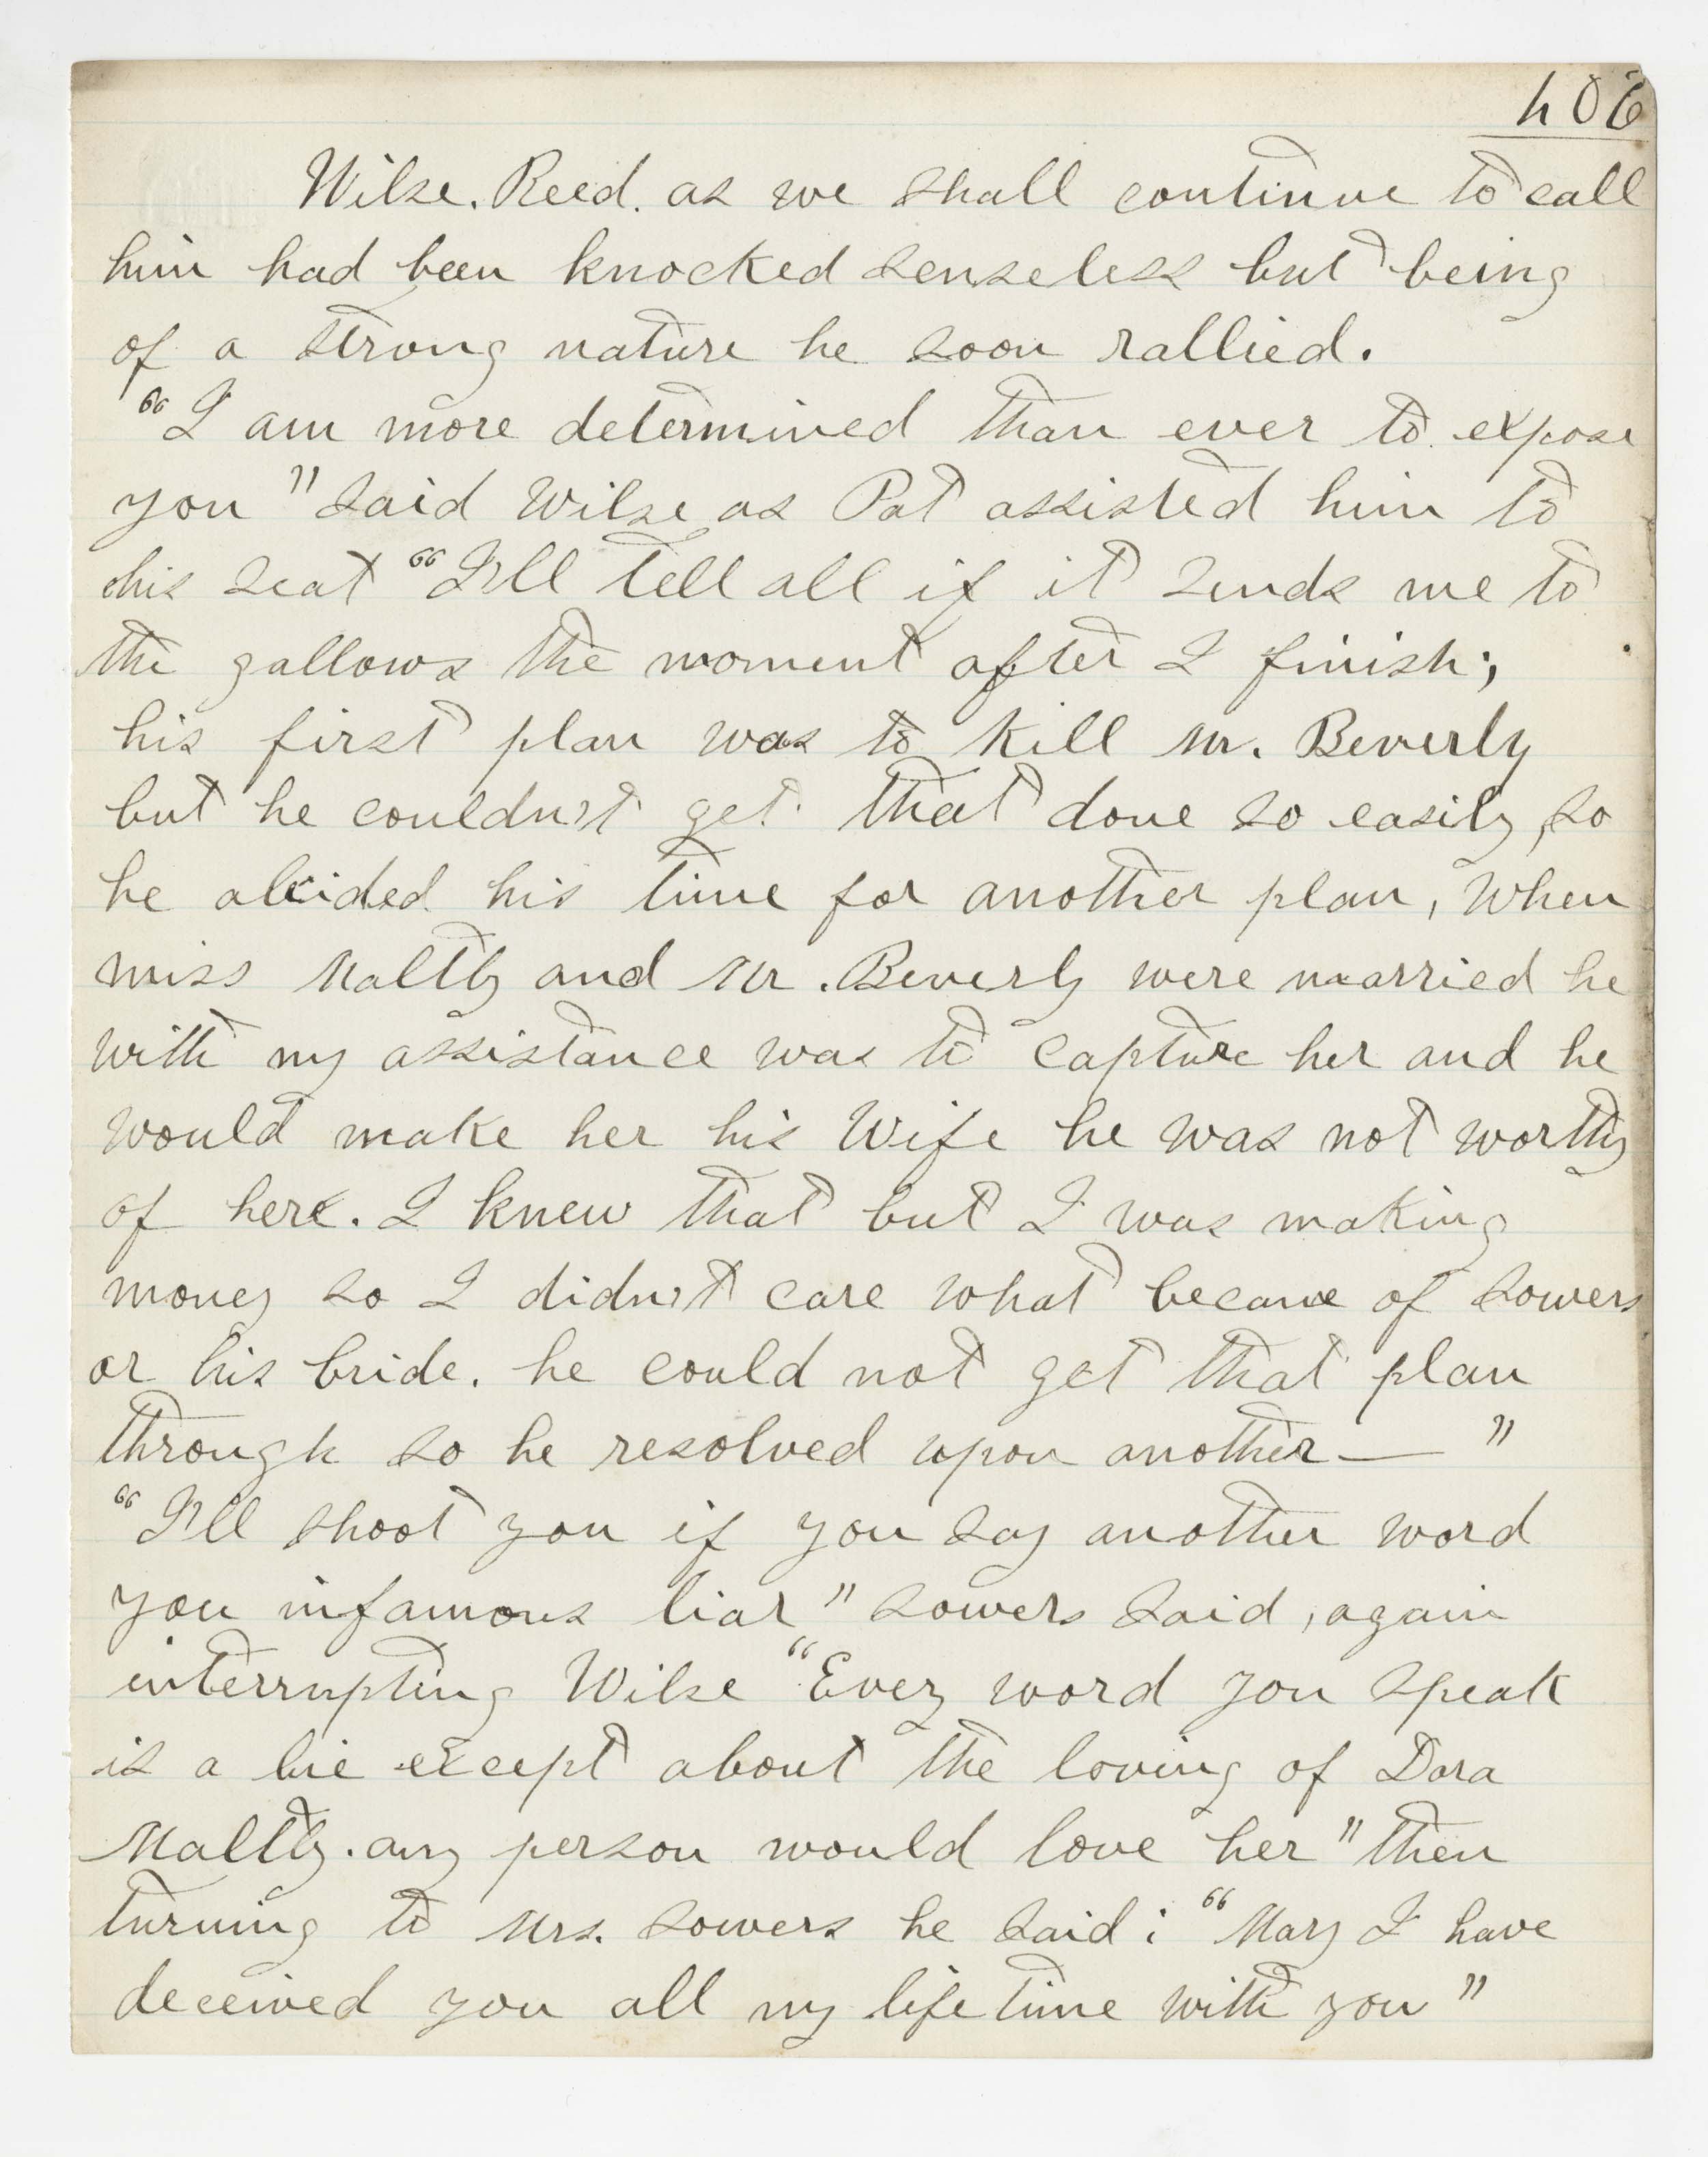 406
Wilse. Reed. as we shall continue to call
him had been knocked senseless but being
of a strong nature he soon rallied.
"I am more determined than ever to expose
you" said Wilse as Pat assisted him to
his seat "I'll tell all if it sends me to
the gallows the moment after I finish;
his first plan was to kill Mr. Beverly
but he couldn't get that done so easily, so
he abided his time for another plan, When
miss Maltby and Mr. Beverly were married he
with my assistance was to capture her and he
would make her his Wife he was not worthy
of here. I knew that but I was making
money so I didn't care what became of Sowers
or his bride. he could not get that plan
through so he resolved upon another — "
"I'll shoot you if you say another word
you infamous liar" Sowers said, again
interrupting Wilse "Every word you speak
is a lie except about the loving of Dora
Maltby. any person would love her" then
turning to Mrs. Sowers he said: "Mary I have
deceived you all my life time with you"